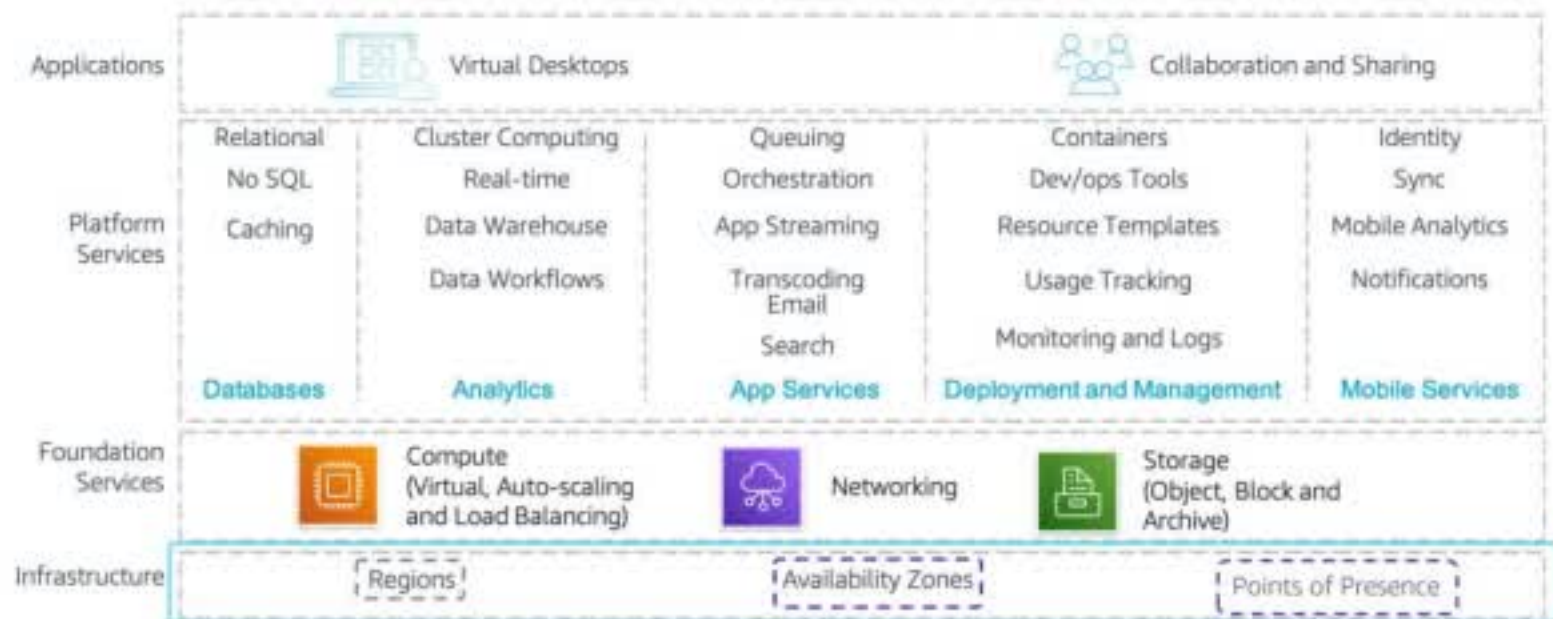 Applications
Virtual Desktops
Collaboration and Sharing
Platform
Services
Relational
No SQL
Caching
Databases
Cluster Computing
Real-time
Data Warehouse
Data Workflows
Analytics
Queuing
Orchestration
App Streaming
Transcoding
Email
Search
App Services
Containers
Dev/ops Tools
Resource Templates
Usage Tracking
Monitoring and Logs
Deployment and Management
Identity
Sync
Mobile Analytics
Notifications
Mobile Services
Foundation
Services
Compute
(Virtual, Auto-scaling
and Load Balancing)
Networking
Storage
(Object, Block and
Archive)
Infrastructure
Regions
Availability Zones
Points of Presence